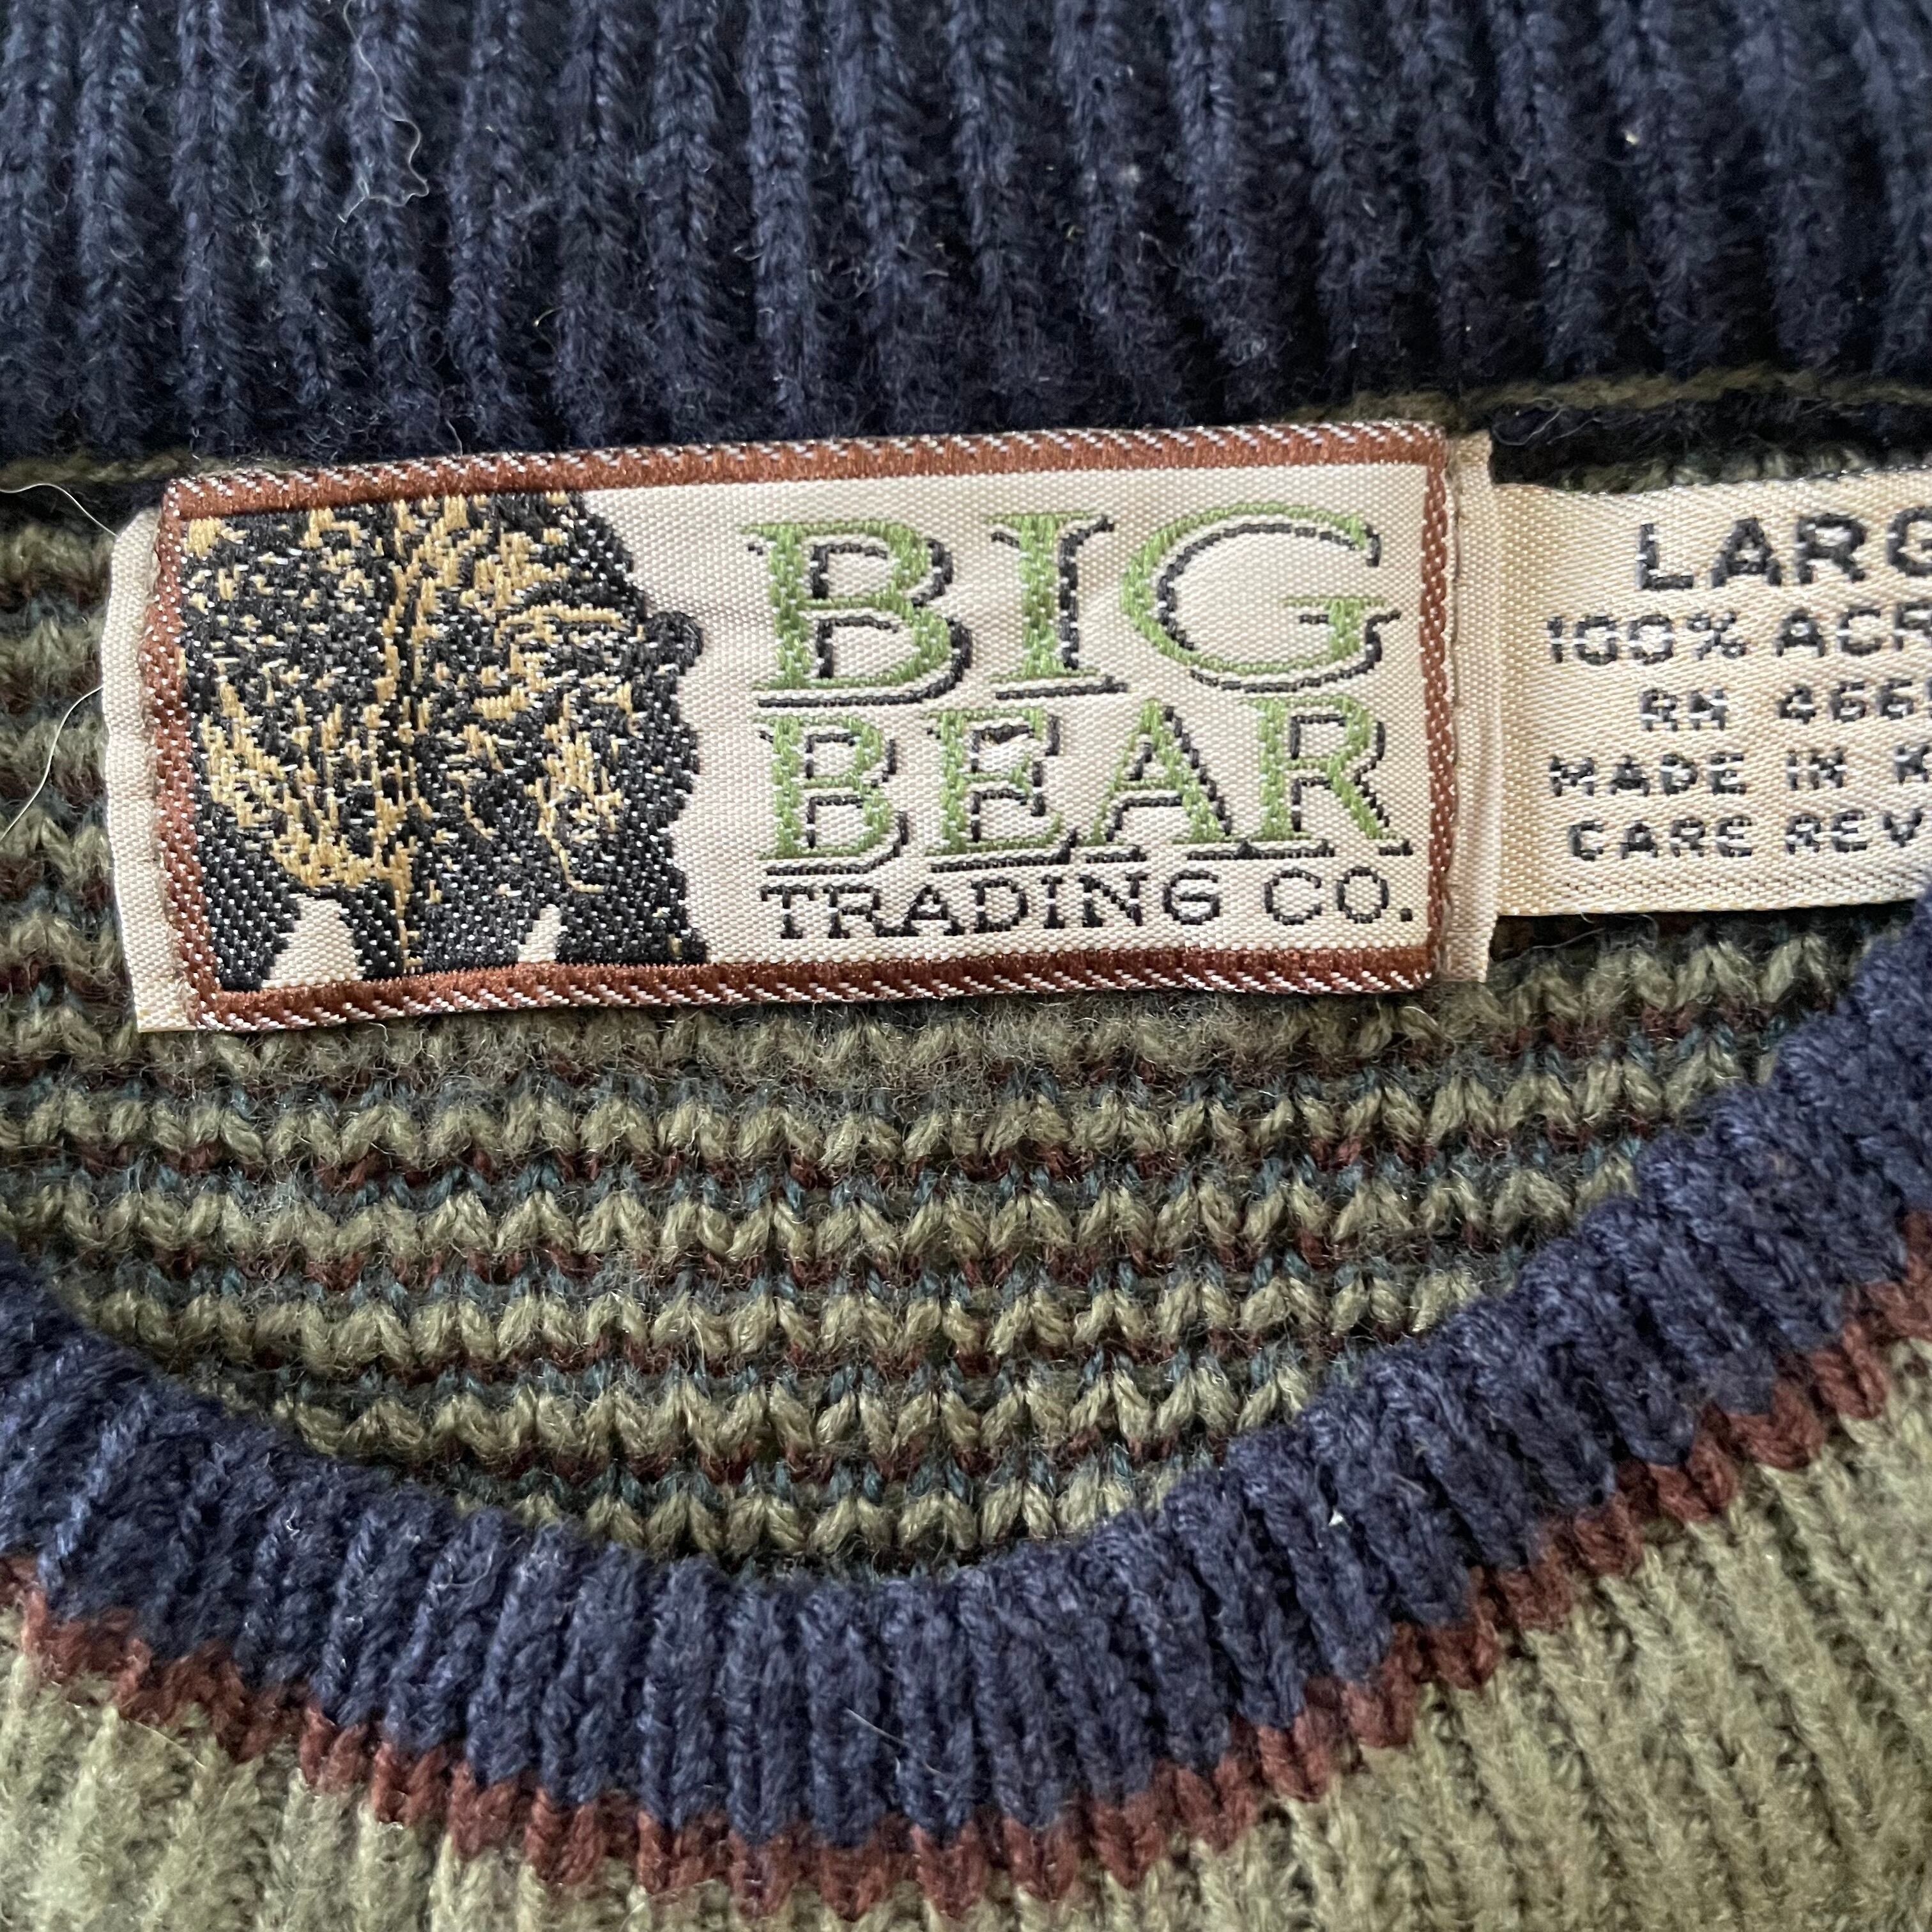 BIG
BEAR
TRADING CO.
LARG
100% ACR
RN 466
MADE IN K
CARE REV